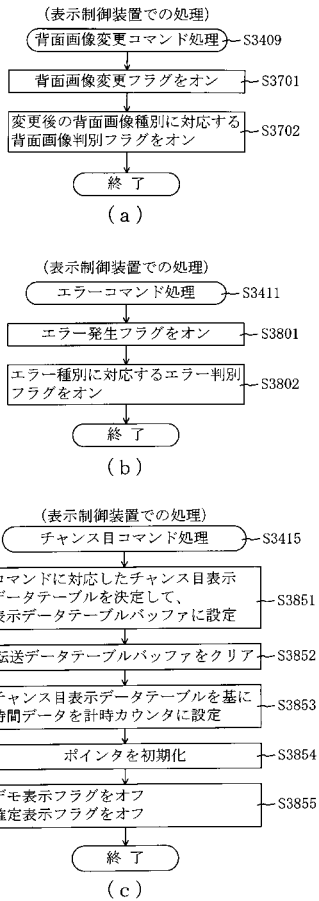 (表示制御装置での処理)
背面画像変更コマンド処理 S3409
背面画像変更フラグをオン S3701
変更後の背面画像種別に対応する
背面画像判別フラグをオン S3702
終了
(a)
(表示制御装置での処理)
エラーコマンド処理 S3411
エラー発生フラグをオン S3801
エラー種別に対応するエラー判別
フラグをオン S3802
終了
(b)
(表示制御装置での処理)
チャンス目コマンド処理 S3415
コマンドに対応したチャンス目表示
データテーブルを決定して、
表示データテーブルバッファに設定 S3851
転送データテーブルバッファをクリア S3852
チャンス目表示データテーブルを基に
時間データを計時カウンタに設定 S3853
ポインタを初期化 S3854
デモ表示フラグをオフ
確定表示フラグをオフ S3855
終了
(c)